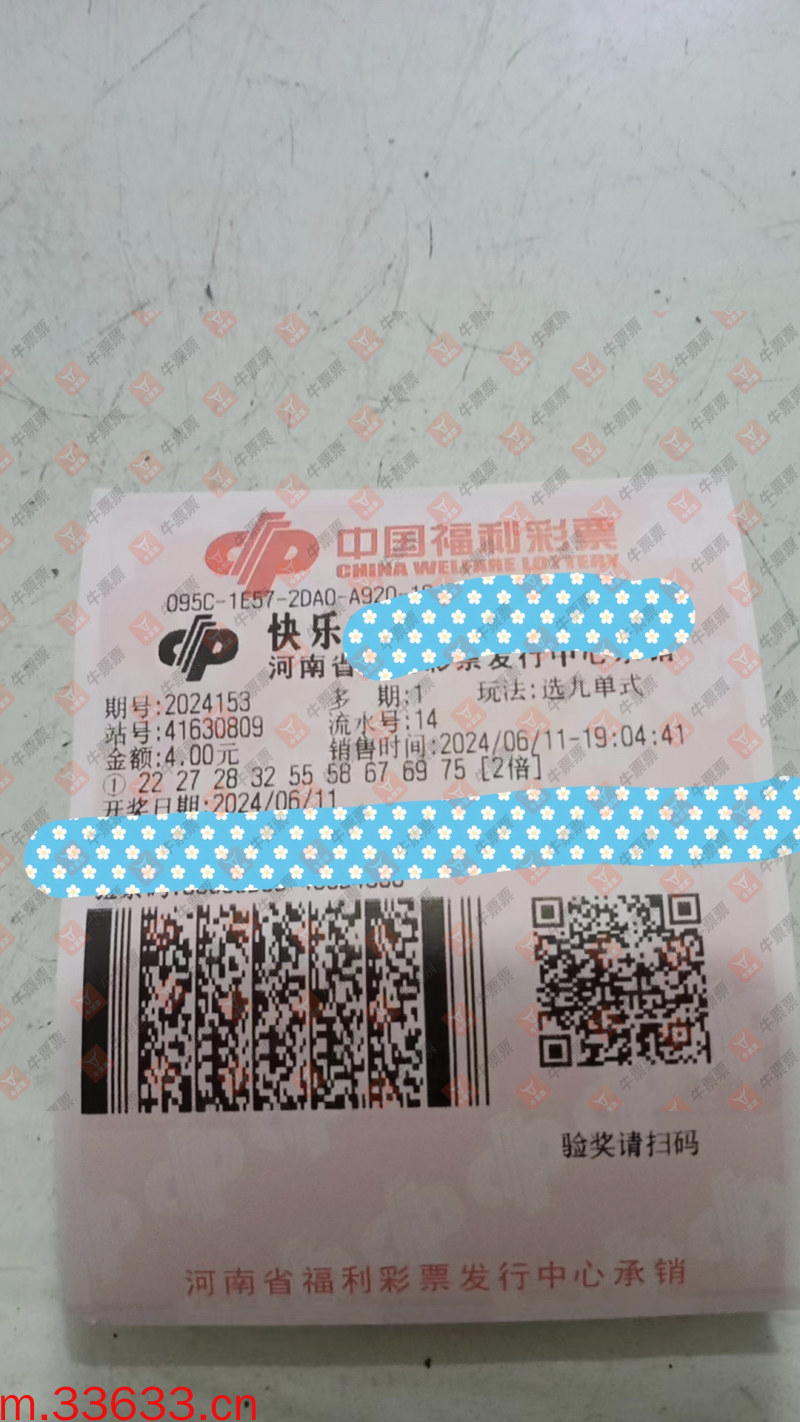 中国福利彩票
CHINA WELFARE LOTTERY
095C-1E57-2DA0-A920-
快乐
河南省 彩票发行中心承销
期号:2024153 多 期:1 玩法:选九单式
站号:41630809 流水号:14
金额:4.00元 销售时间:2024/06/11-19:04:41
① 22 27 28 32 55 58 67 69 75 [2倍]
开奖日期:2024/06/11
验奖请扫码
河南省福利彩票发行中心承销
牛票票
m.33633.cn